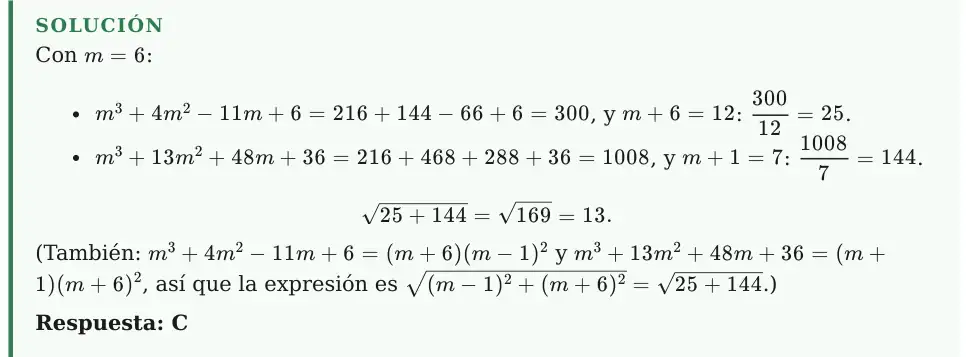 SOLUCIÓN
Con m = 6:
• m³ + 4m² − 11m + 6 = 216 + 144 − 66 + 6 = 300, y m + 6 = 12: 300/12 = 25.
• m³ + 13m² + 48m + 36 = 216 + 468 + 288 + 36 = 1008, y m + 1 = 7: 1008/7 = 144.
√(25 + 144) = √169 = 13.
(También: m³ + 4m² − 11m + 6 = (m + 6)(m − 1)² y m³ + 13m² + 48m + 36 = (m +
1)(m + 6)², así que la expresión es √((m − 1)² + (m + 6)²) = √(25 + 144).)
Respuesta: C